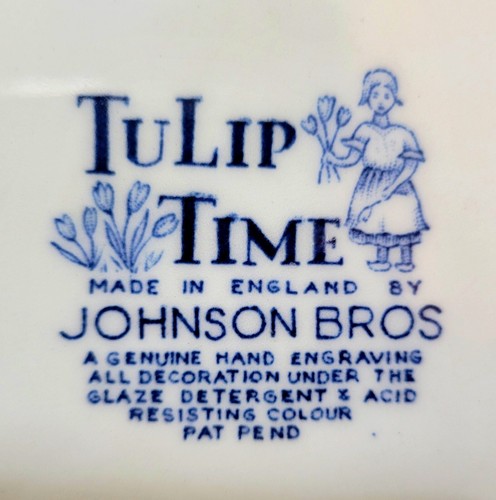 TULIP
TIME
MADE IN ENGLAND BY
JOHNSON BROS
A GENUINE HAND ENGRAVING
ALL DECORATION UNDER THE
GLAZE DETERGENT & ACID
RESISTING COLOUR
PAT PEND